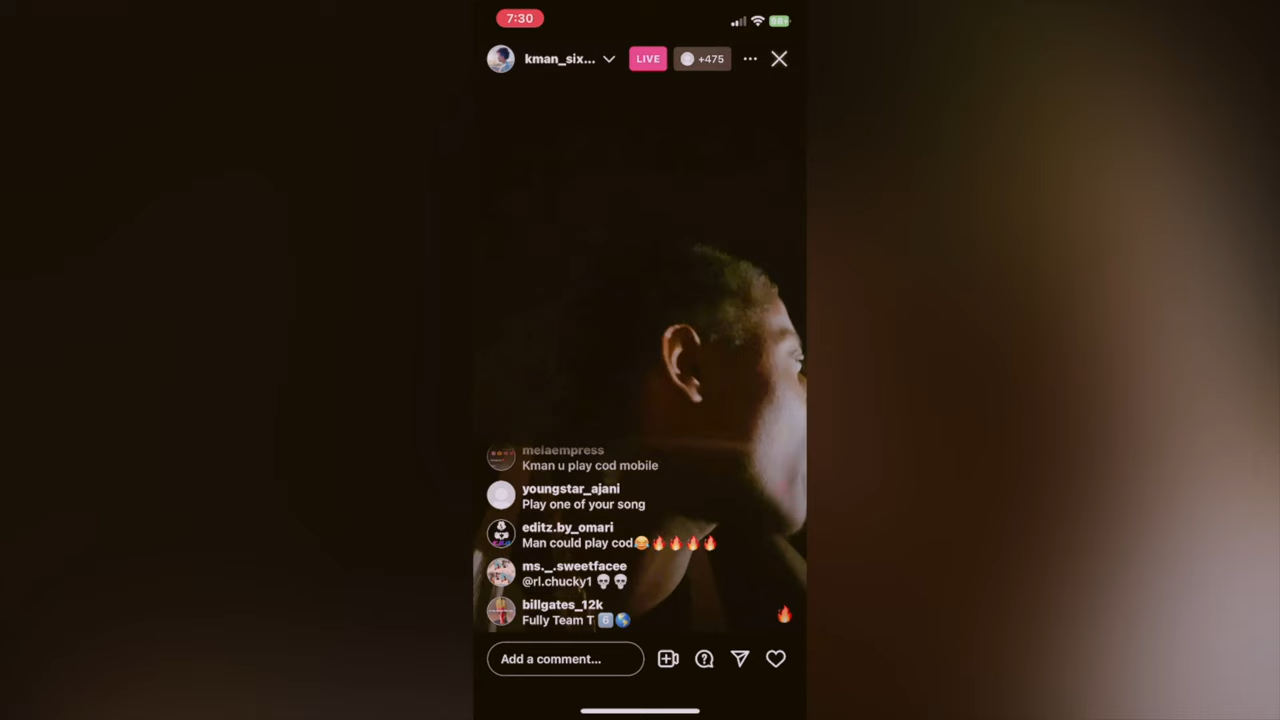 7:30
kman_six...
LIVE
+475
melaempress
Kman u play cod mobile
youngstar_ajani
Play one of your song
editz.by_omari
Man could play cod😂🔥🔥🔥🔥
ms._.sweetfacee
@rl.chucky1 💀💀
billgates_12k
Fully Team T 6️⃣🌎
Add a comment...